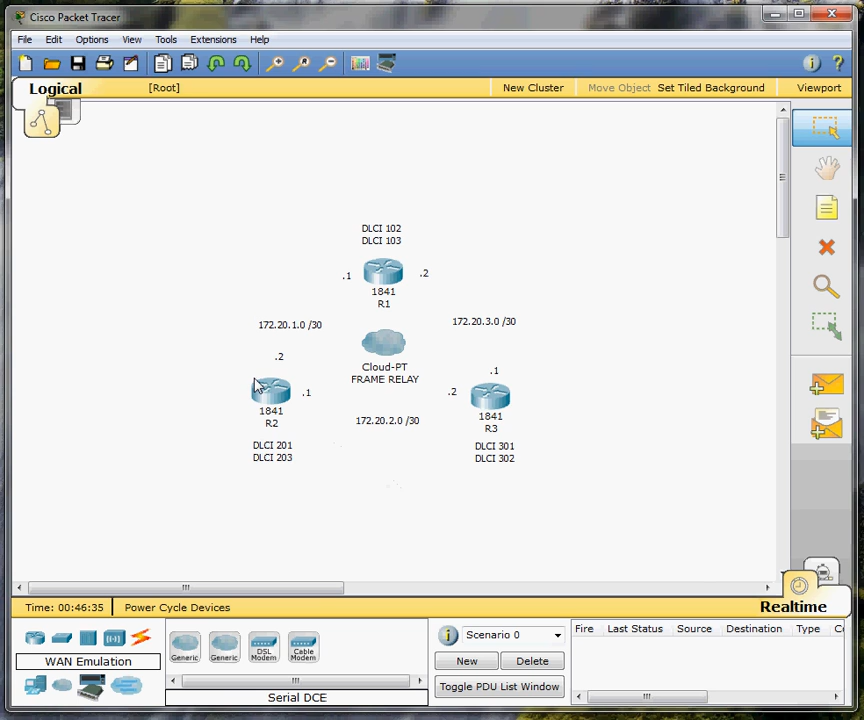 Cisco Packet Tracer
File Edit Options View Tools Extensions Help
Logical [Root] New Cluster Move Object Set Tiled Background Viewport
DLCI 102
DLCI 103
.1 .2
1841
R1
172.20.1.0 /30 172.20.3.0 /30
.2
Cloud-PT
FRAME RELAY
.1
.1 .2
1841
R2
1841
R3
172.20.2.0 /30
DLCI 201
DLCI 203
DLCI 301
DLCI 302
Realtime
Time: 00:46:35 Power Cycle Devices
Fire Last Status Source Destination Type
Scenario 0
Generic Generic DSL Modem Cable Modem
WAN Emulation
New Delete
Toggle PDU List Window
Serial DCE